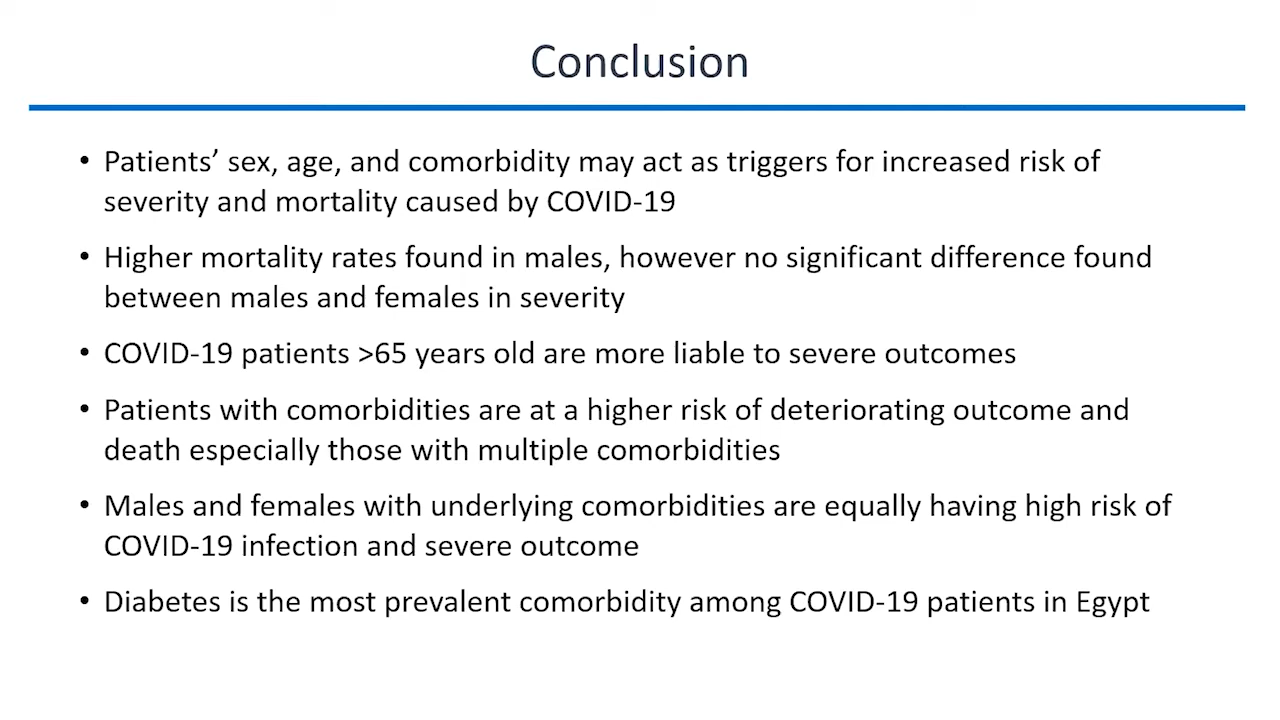 Conclusion
• Patients’ sex, age, and comorbidity may act as triggers for increased risk of
severity and mortality caused by COVID-19
• Higher mortality rates found in males, however no significant difference found
between males and females in severity
• COVID-19 patients >65 years old are more liable to severe outcomes
• Patients with comorbidities are at a higher risk of deteriorating outcome and
death especially those with multiple comorbidities
• Males and females with underlying comorbidities are equally having high risk of
COVID-19 infection and severe outcome
• Diabetes is the most prevalent comorbidity among COVID-19 patients in Egypt